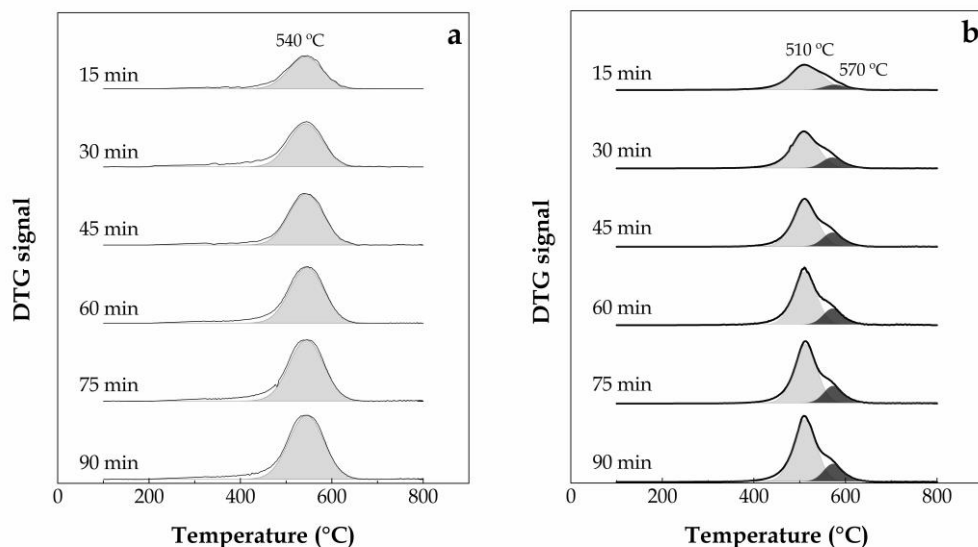 a
540 °C
15 min
30 min
45 min
60 min
75 min
90 min
DTG signal
0 200 400 600 800
Temperature (°C)
b
510 °C
570 °C
15 min
30 min
45 min
60 min
75 min
90 min
DTG signal
0 200 400 600 800
Temperature (°C)